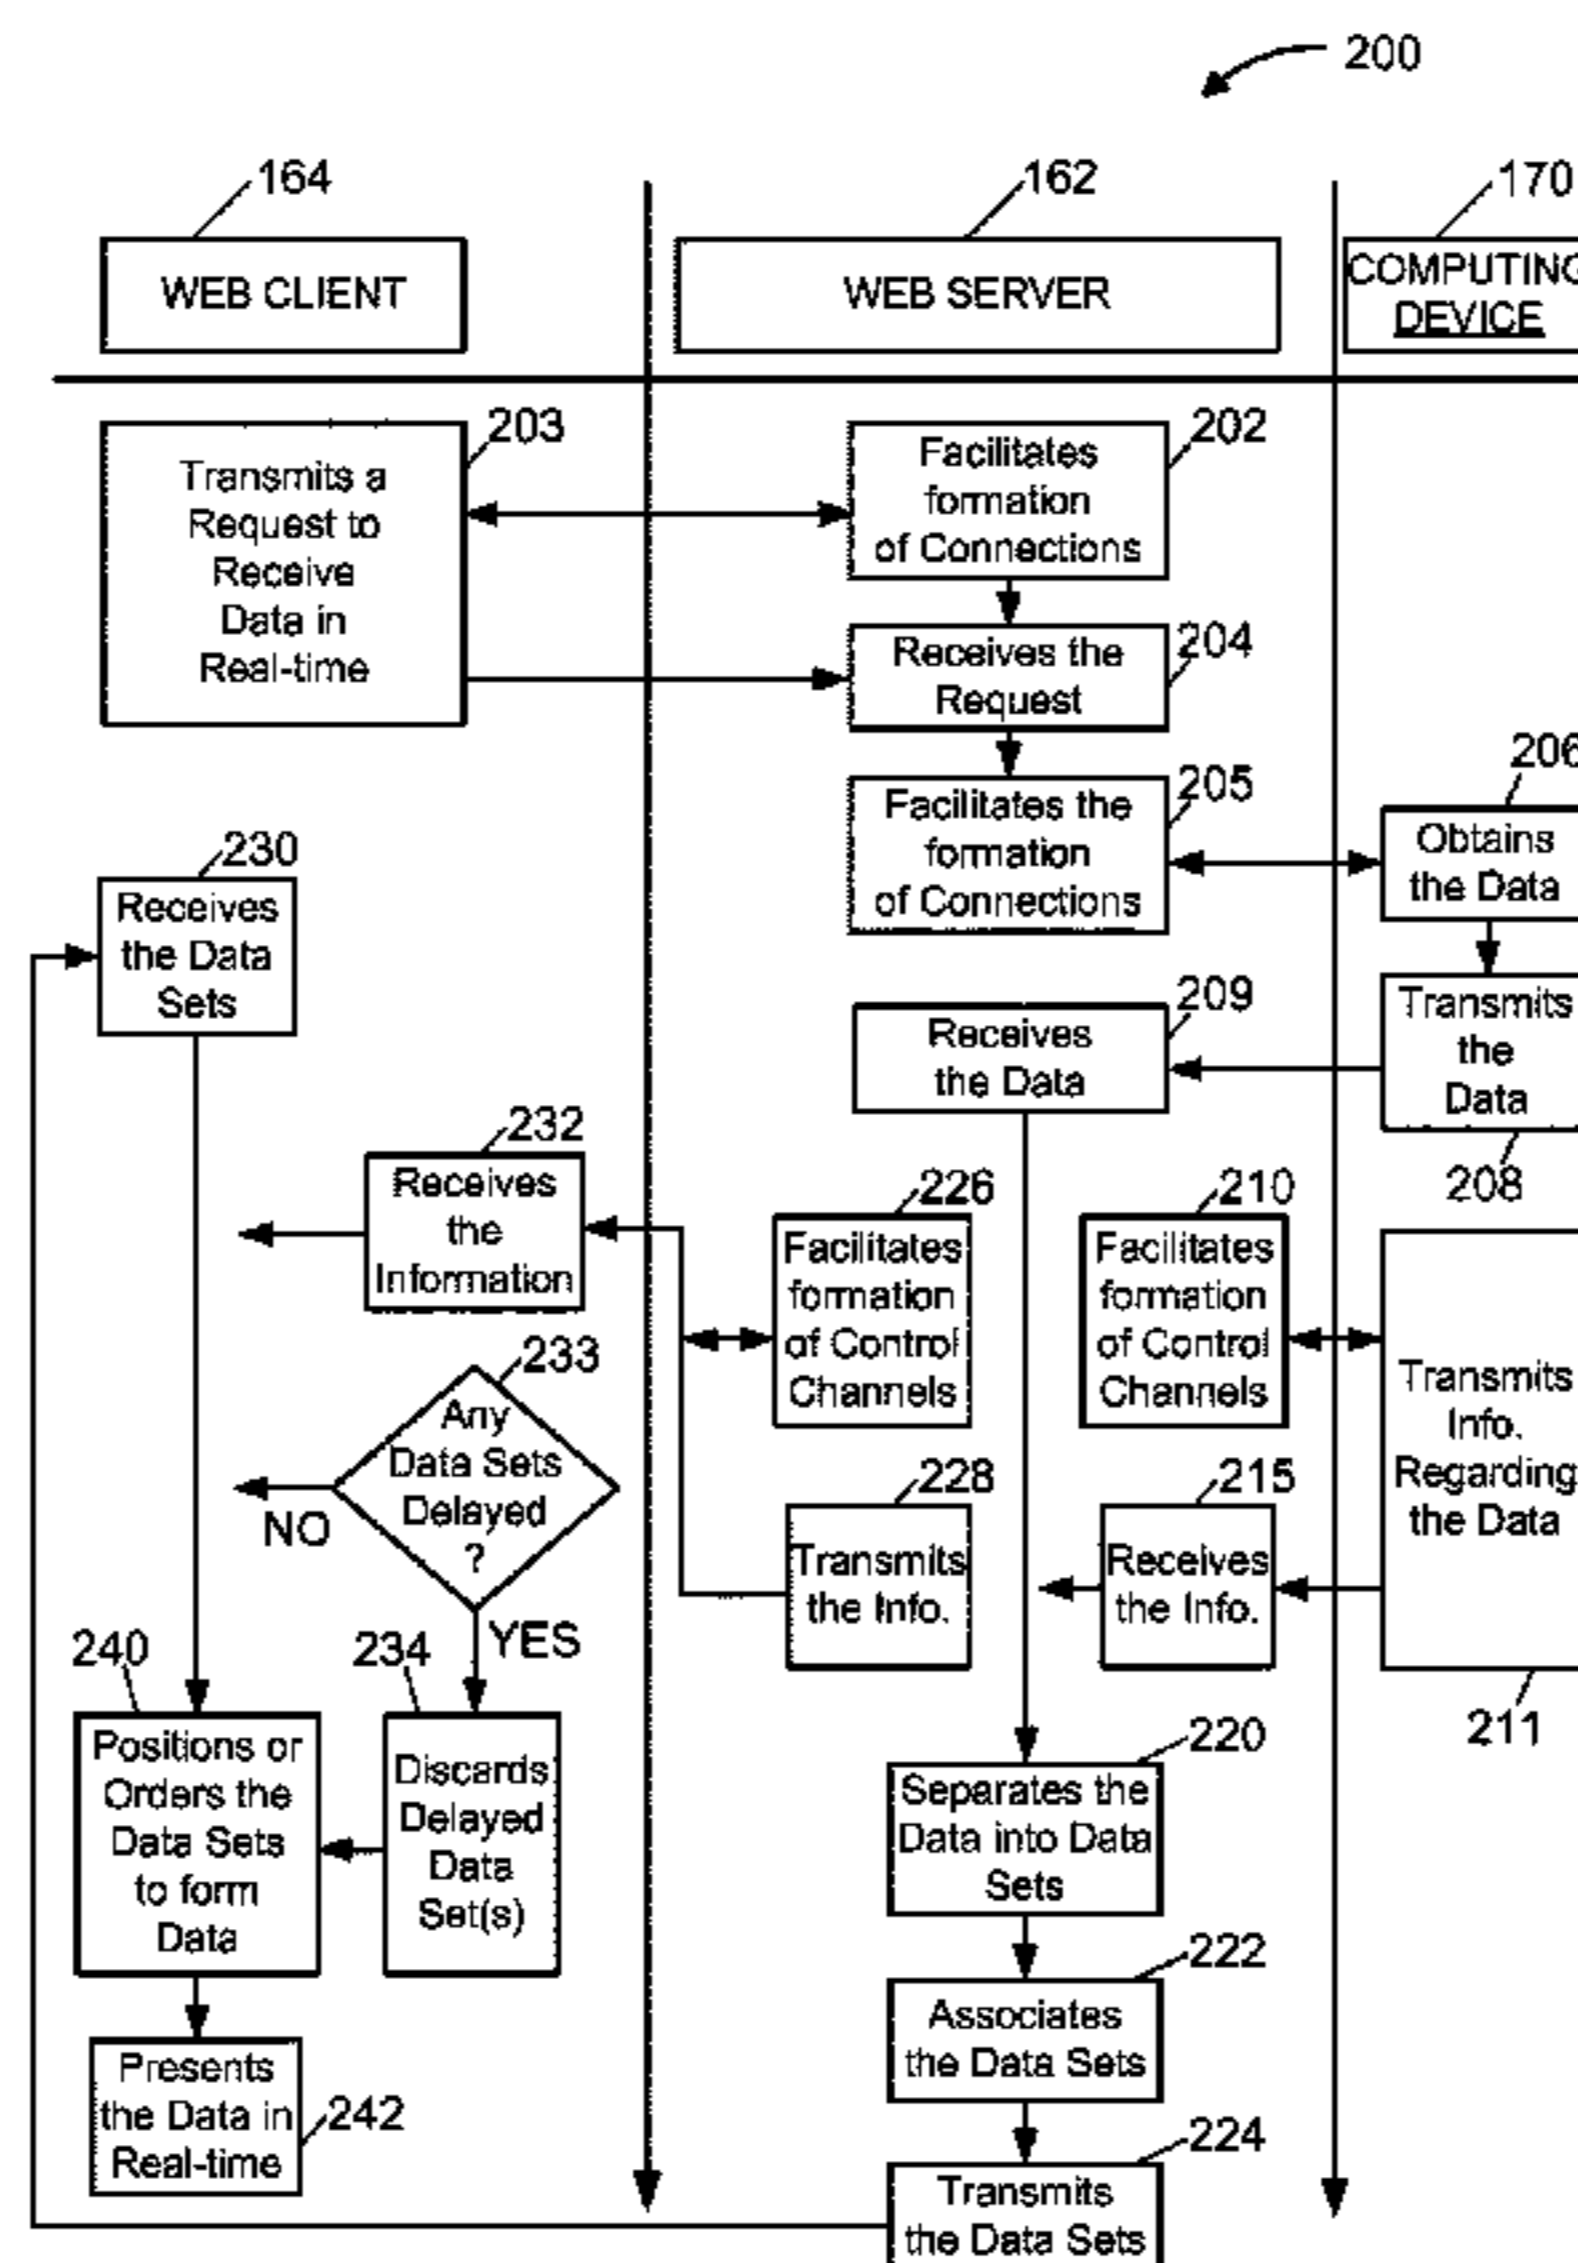 200
164
162
170
WEB CLIENT
WEB SERVER
COMPUTING
DEVICE
203
Transmits a
Request to
Receive
Data in
Real-time
202
Facilitates
formation
of Connections
204
Receives the
Request
205
Facilitates the
formation
of Connections
206
Obtains
the Data
230
Receives
the Data
Sets
209
Receives
the Data
Transmits
the
Data
208
232
Receives
the
Information
226
Facilitates
formation
of Control
Channels
210
Facilitates
formation
of Control
Channels
Transmits
Info.
Regarding
the Data
211
233
Any
Data Sets
Delayed
?
NO
YES
228
Transmits
the Info.
215
Receives
the Info.
240
Positions or
Orders the
Data Sets
to form
Data
234
Discards
Delayed
Data
Set(s)
220
Separates the
Data into Data
Sets
222
Associates
the Data Sets
Presents
the Data in
Real-time
242
224
Transmits
the Data Sets